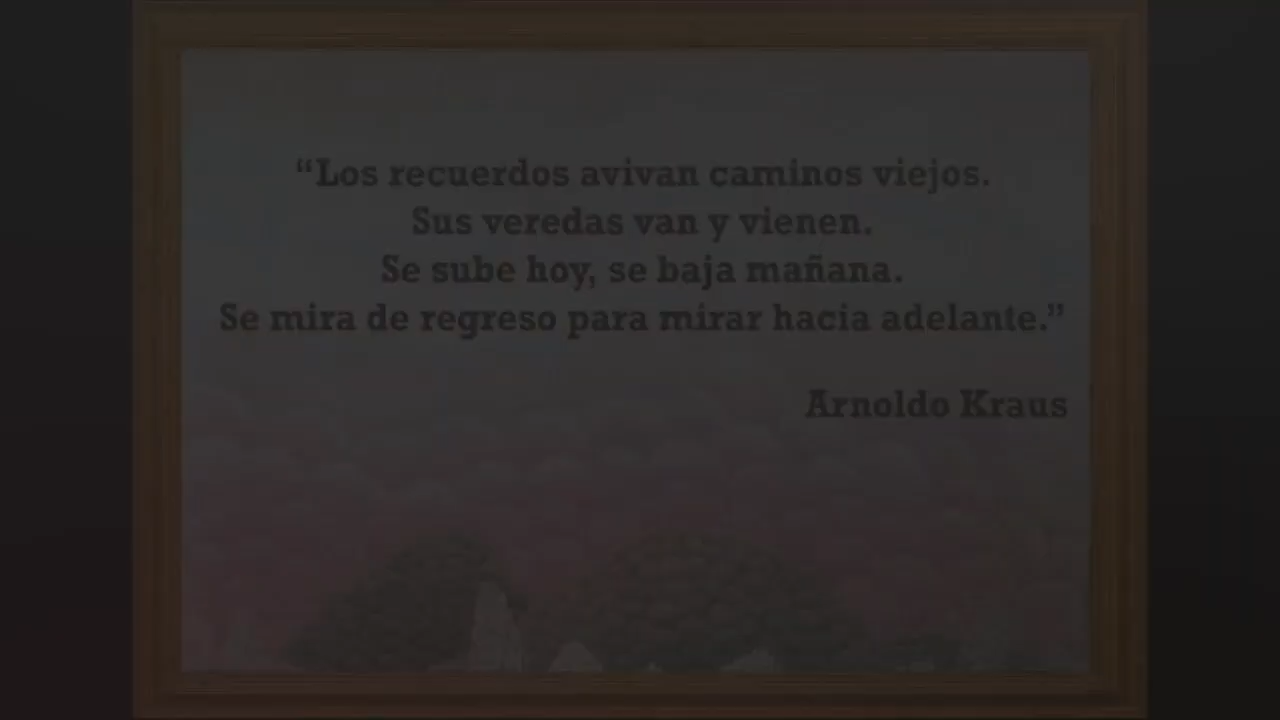 “Los recuerdos avivan caminos viejos.
Sus veredas van y vienen.
Se sube hoy, se baja mañana.
Se mira de regreso para mirar hacia adelante.”
Arnoldo Kraus